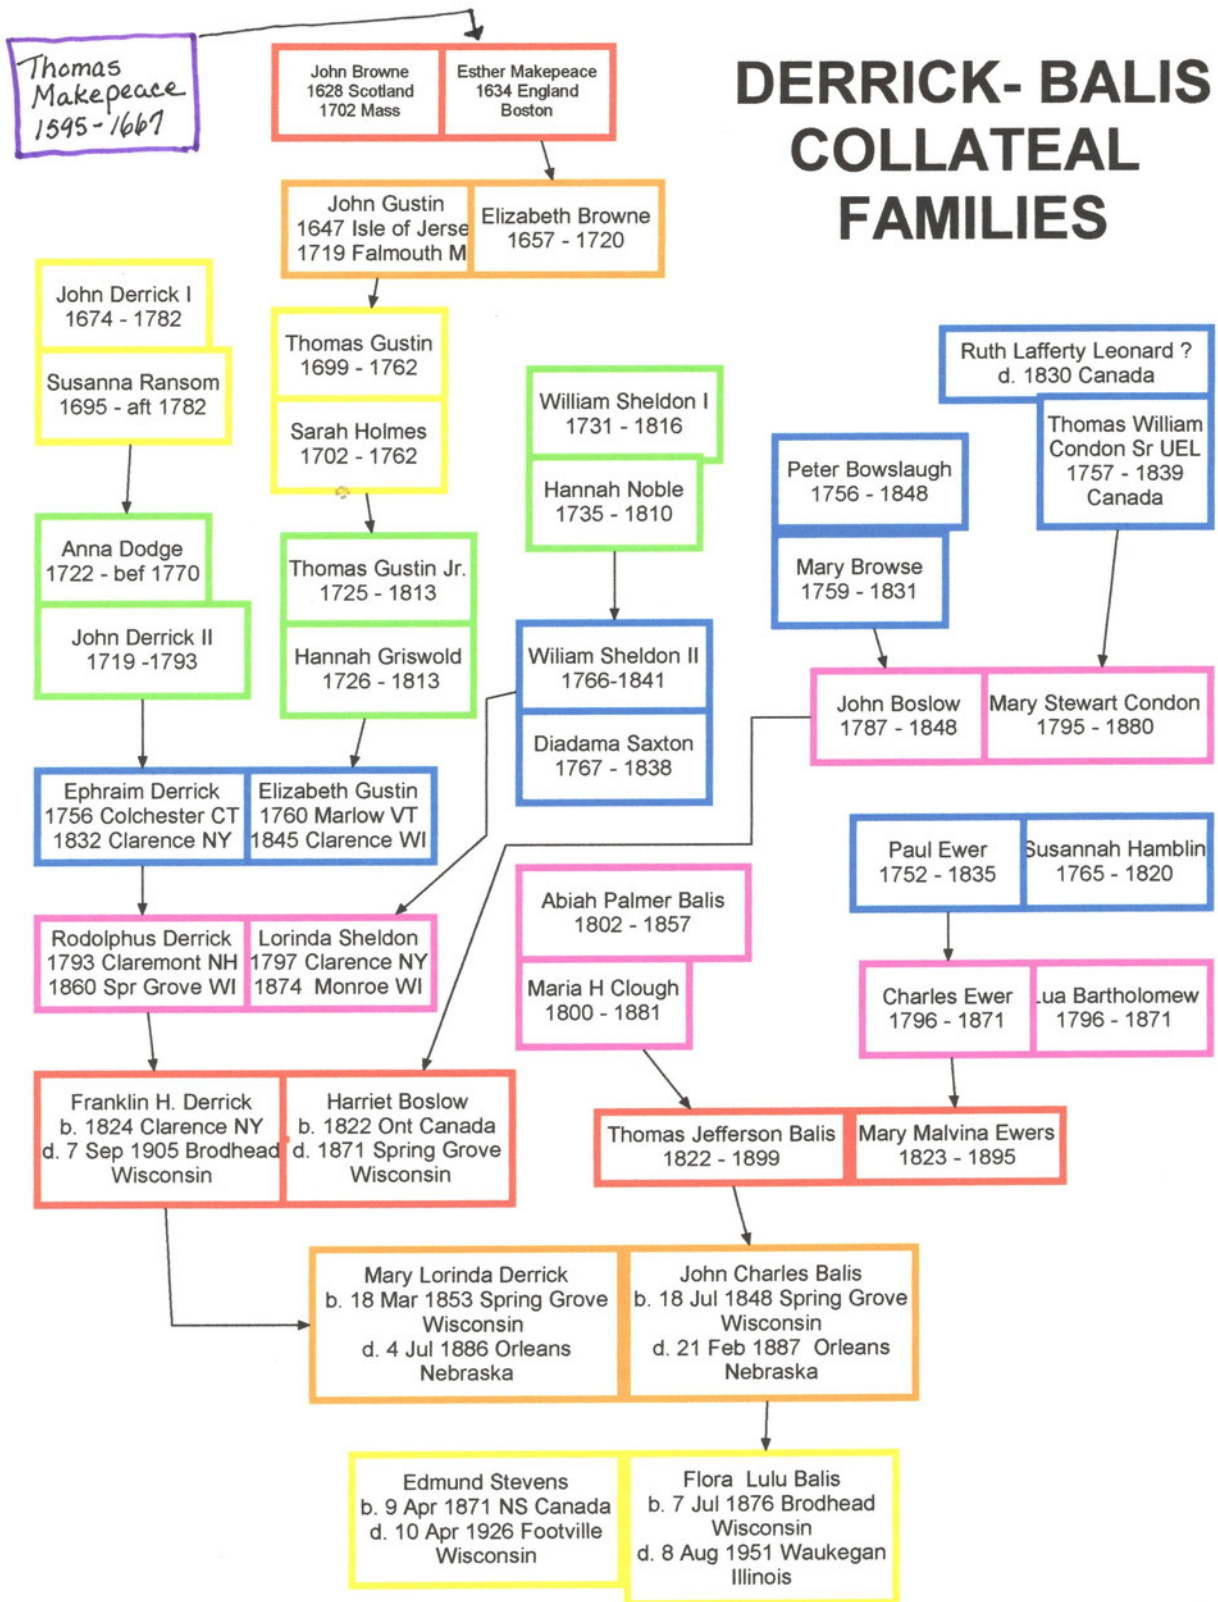 Thomas
Makepeace
1595-1667
John Browne
1628 Scotland
1702 Mass
Esther Makepeace
1634 England
Boston
DERRICK- BALIS
COLLATEAL
FAMILIES
John Gustin
1647 Isle of Jerse
1719 Falmouth M
Elizabeth Browne
1657 - 1720
John Derrick I
1674 - 1782
Susanna Ransom
1695 - aft 1782
Thomas Gustin
1699 - 1762
Sarah Holmes
1702 - 1762
William Sheldon I
1731 - 1816
Hannah Noble
1735 - 1810
Ruth Lafferty Leonard ?
d. 1830 Canada
Thomas William
Condon Sr UEL
1757 - 1839
Canada
Peter Bowslaugh
1756 - 1848
Mary Browse
1759 - 1831
Anna Dodge
1722 - bef 1770
John Derrick II
1719 -1793
Thomas Gustin Jr.
1725 - 1813
Hannah Griswold
1726 - 1813
Wiliam Sheldon II
1766-1841
Diadama Saxton
1767 - 1838
John Boslow
1787 - 1848
Mary Stewart Condon
1795 - 1880
Ephraim Derrick
1756 Colchester CT
1832 Clarence NY
Elizabeth Gustin
1760 Marlow VT
1845 Clarence WI
Paul Ewer
1752 - 1835
Susannah Hamblin
1765 - 1820
Abiah Palmer Balis
1802 - 1857
Maria H Clough
1800 - 1881
Rodolphus Derrick
1793 Claremont NH
1860 Spr Grove WI
Lorinda Sheldon
1797 Clarence NY
1874 Monroe WI
Charles Ewer
1796 - 1871
Lua Bartholomew
1796 - 1871
Franklin H. Derrick
b. 1824 Clarence NY
d. 7 Sep 1905 Brodhead
Wisconsin
Harriet Boslow
b. 1822 Ont Canada
d. 1871 Spring Grove
Wisconsin
Thomas Jefferson Balis
1822 - 1899
Mary Malvina Ewers
1823 - 1895
Mary Lorinda Derrick
b. 18 Mar 1853 Spring Grove
Wisconsin
d. 4 Jul 1886 Orleans
Nebraska
John Charles Balis
b. 18 Jul 1848 Spring Grove
Wisconsin
d. 21 Feb 1887 Orleans
Nebraska
Edmund Stevens
b. 9 Apr 1871 NS Canada
d. 10 Apr 1926 Footville
Wisconsin
Flora Lulu Balis
b. 7 Jul 1876 Brodhead
Wisconsin
d. 8 Aug 1951 Waukegan
Illinois